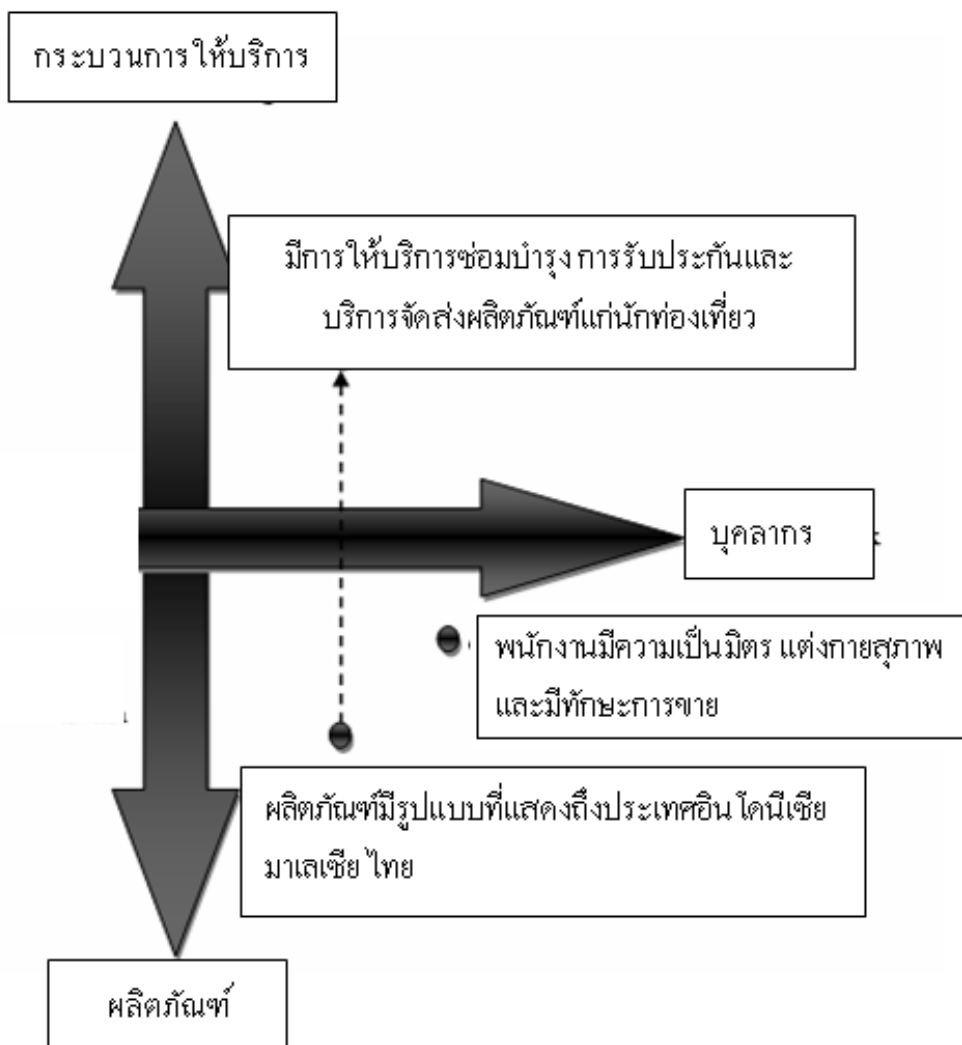 กระบวนการให้บริการ
มีการให้บริการซ่อมบำรุง การรับประกันและ
บริการจัดส่งผลิตภัณฑ์แก่นักท่องเที่ยว
บุคลากร
พนักงานมีความเป็นมิตร แต่งกายสุภาพ
และมีทักษะการขาย
ผลิตภัณฑ์มีรูปแบบที่แสดงถึงประเทศอินโดนีเซีย
มาเลเซีย ไทย
ผลิตภัณฑ์